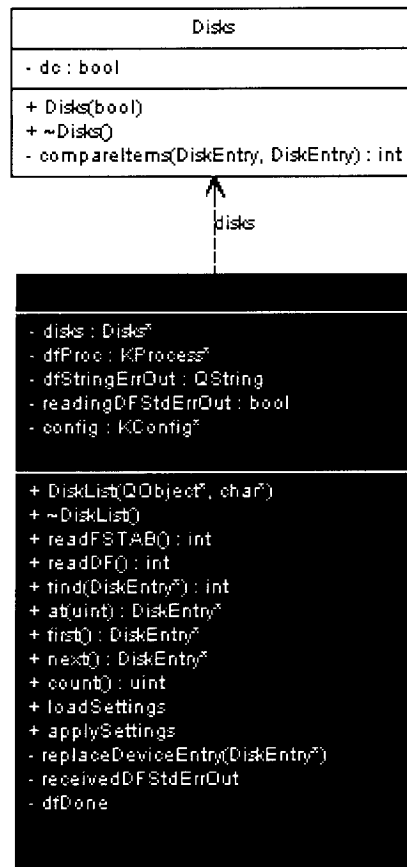 Disks
- dc : bool
+ Disks(bool)
+ ~Disks()
- compareItems(DiskEntry, DiskEntry) : int
disks
- disks : Disks*
- dfProc : KProcess*
- dfStringErrOut : QString
- readingDFStdErrOut : bool
- config : KConfig*
+ DiskList(QObject*, char*)
+ ~DiskList()
+ readFSTAB() : int
+ readDF() : int
+ find(DiskEntry*) : int
+ at(uint) : DiskEntry*
+ first() : DiskEntry*
+ next() : DiskEntry*
+ count() : uint
+ loadSettings
+ applySettings
- replaceDeviceEntry(DiskEntry*)
- receivedDFStdErrOut
- dfDone